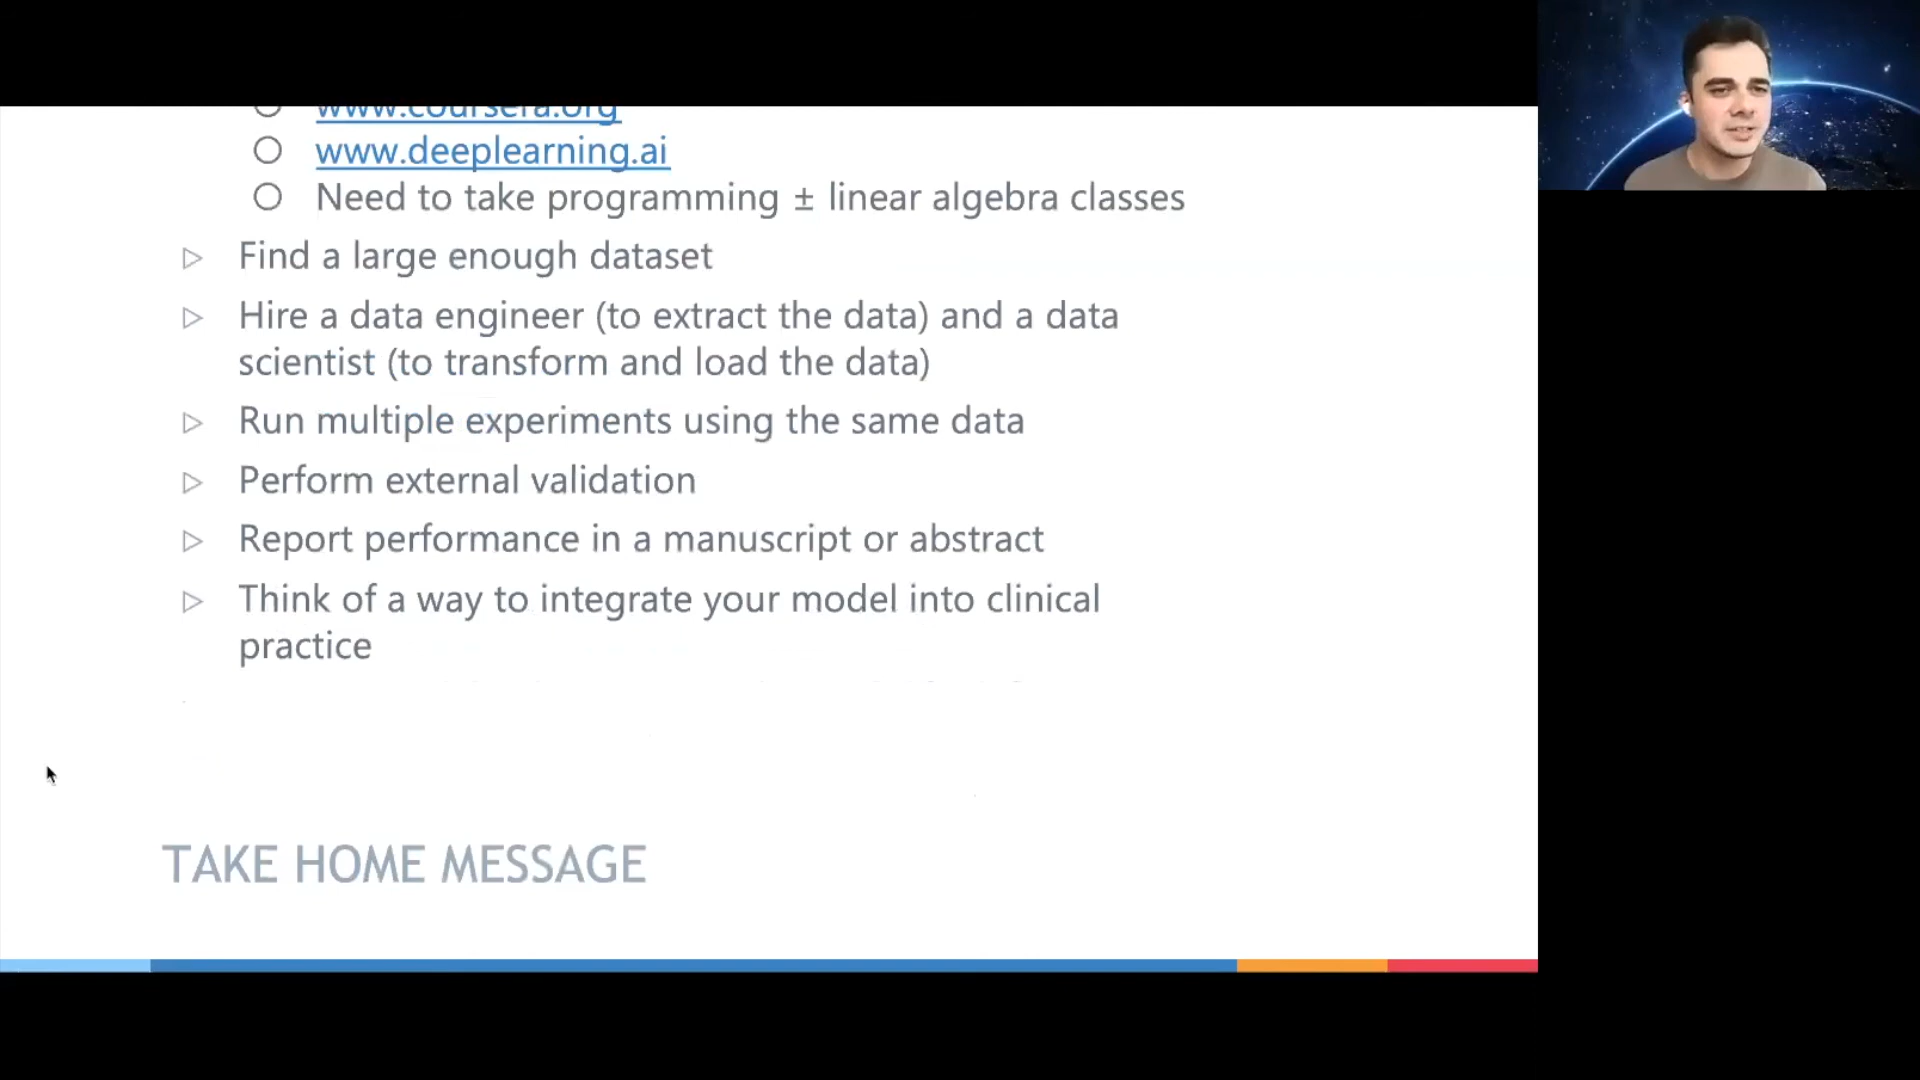 www.coursera.org
www.deeplearning.ai
Need to take programming ± linear algebra classes
Find a large enough dataset
Hire a data engineer (to extract the data) and a data
scientist (to transform and load the data)
Run multiple experiments using the same data
Perform external validation
Report performance in a manuscript or abstract
Think of a way to integrate your model into clinical
practice
TAKE HOME MESSAGE